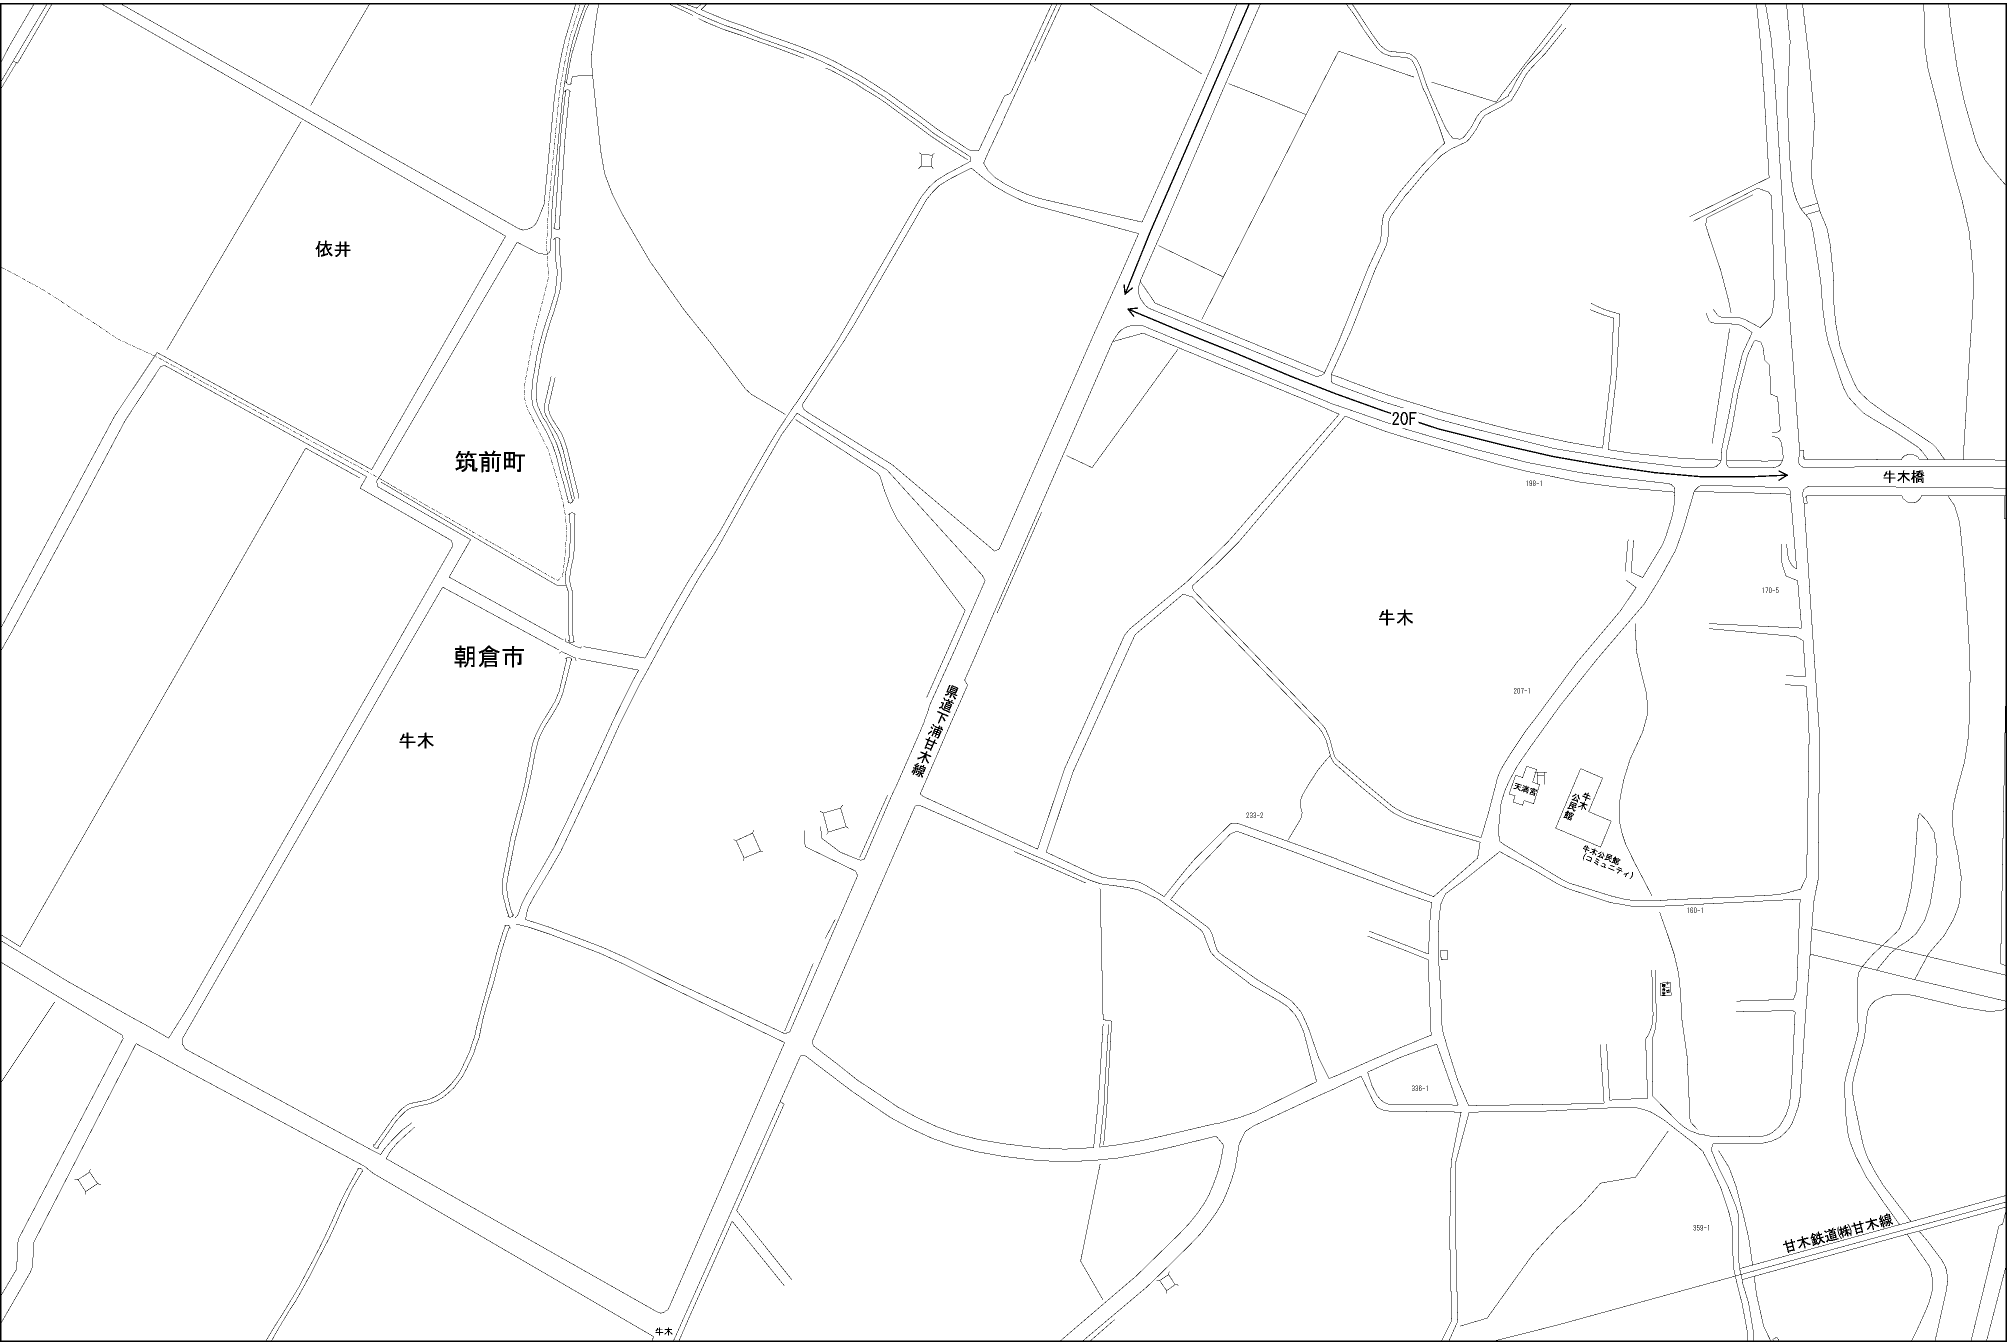 依井
20F
筑前町
牛木橋
198-1
170-5
牛木
朝倉市
207-1
県道下浦甘木線
牛木
天満宮
牛木
公民館
233-2
牛木公民館
(コミュニティ)
160-1
336-1
359-1
甘木鉄道㈱甘木線
牛木